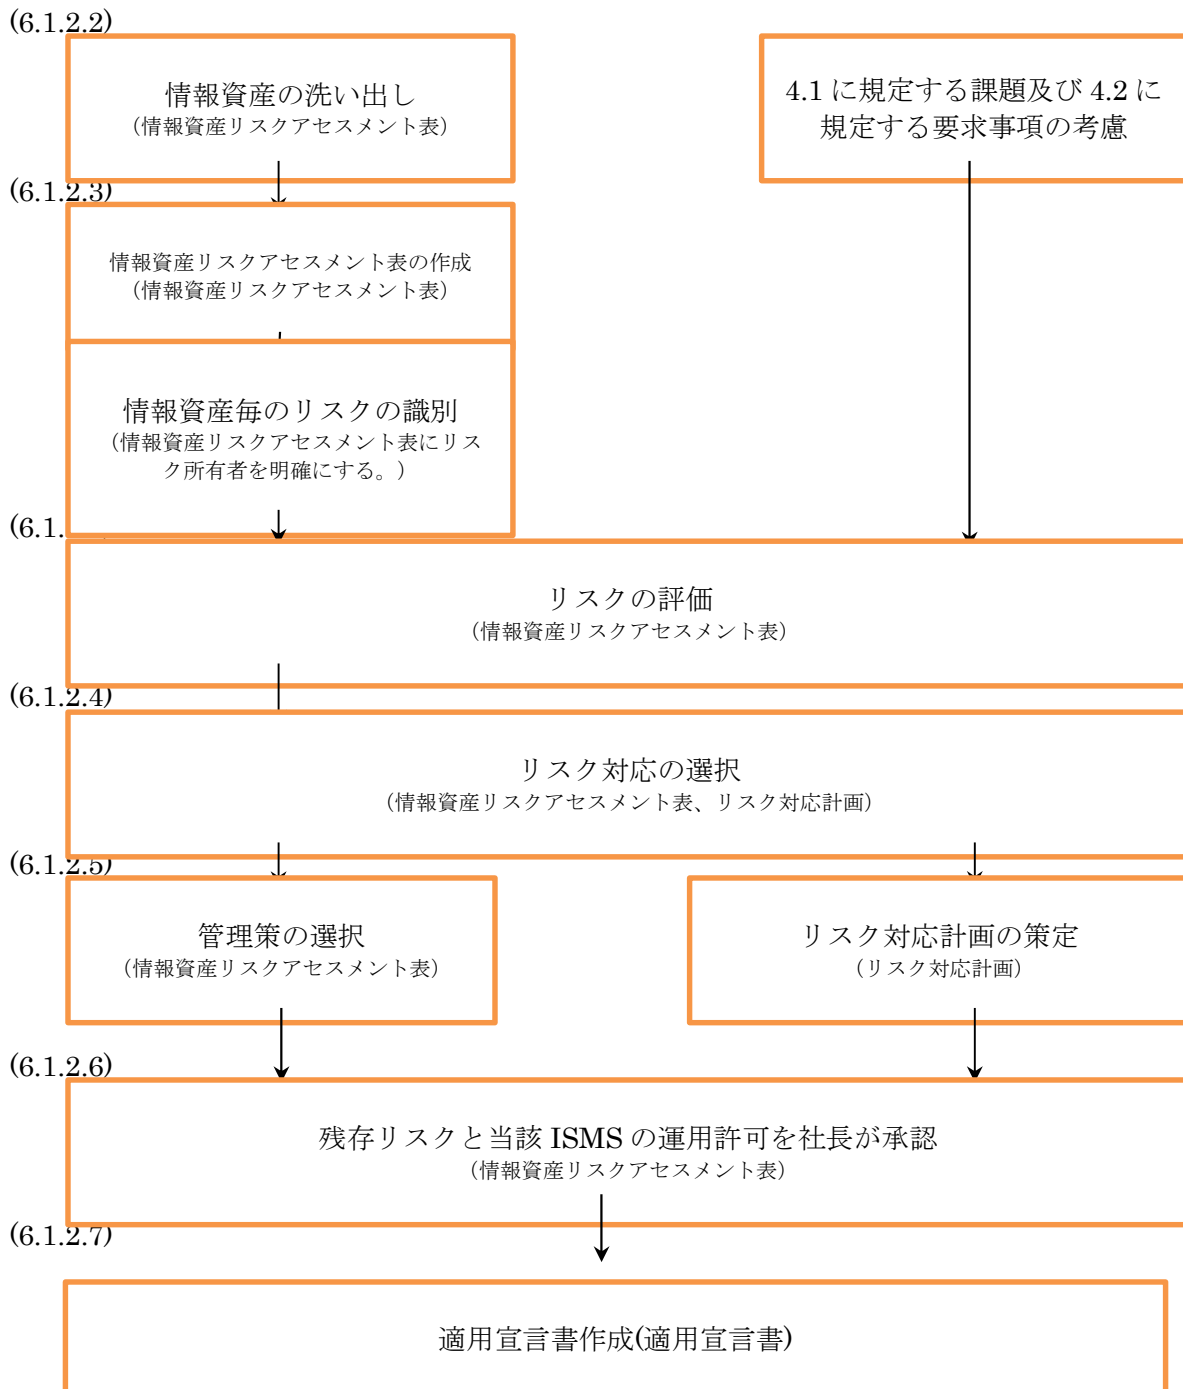 (6.1.2.2)
情報資産の洗い出し
（情報資産リスクアセスメント表）
4.1 に規定する課題及び 4.2 に
規定する要求事項の考慮
(6.1.2.3)
情報資産リスクアセスメント表の作成
（情報資産リスクアセスメント表）
情報資産毎のリスクの識別
（情報資産リスクアセスメント表にリス
ク所有者を明確にする。）
(6.1.
リスクの評価
（情報資産リスクアセスメント表）
(6.1.2.4)
リスク対応の選択
（情報資産リスクアセスメント表、リスク対応計画）
(6.1.2.5)
管理策の選択
（情報資産リスクアセスメント表）
リスク対応計画の策定
（リスク対応計画）
(6.1.2.6)
残存リスクと当該 ISMS の運用許可を社長が承認
（情報資産リスクアセスメント表）
(6.1.2.7)
適用宣言書作成(適用宣言書)